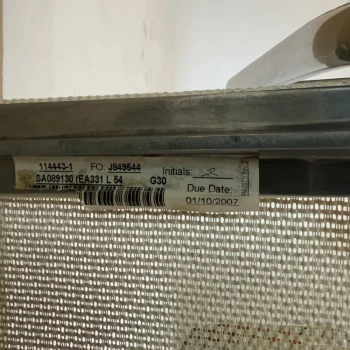 114443-1 FO J849544 Initials:
SA089130 /EA331 L 54 G30
Due Date:
01/10/2007